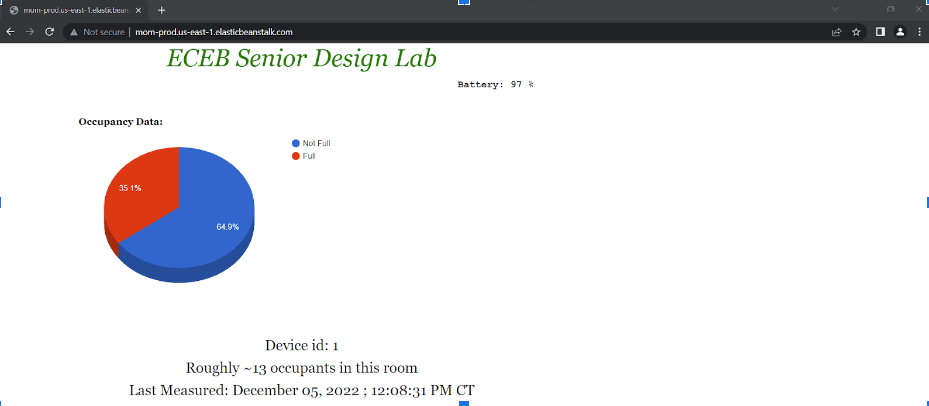 mom-prod.us-east-1.elasticbean
Not secure | mom-prod.us-east-1.elasticbeanstalk.com
ECEB Senior Design Lab
Battery: 97 %
Occupancy Data:
Not Full
Full
35.1%
64.9%
Device id: 1
Roughly ~13 occupants in this room
Last Measured: December 05, 2022 ; 12:08:31 PM CT